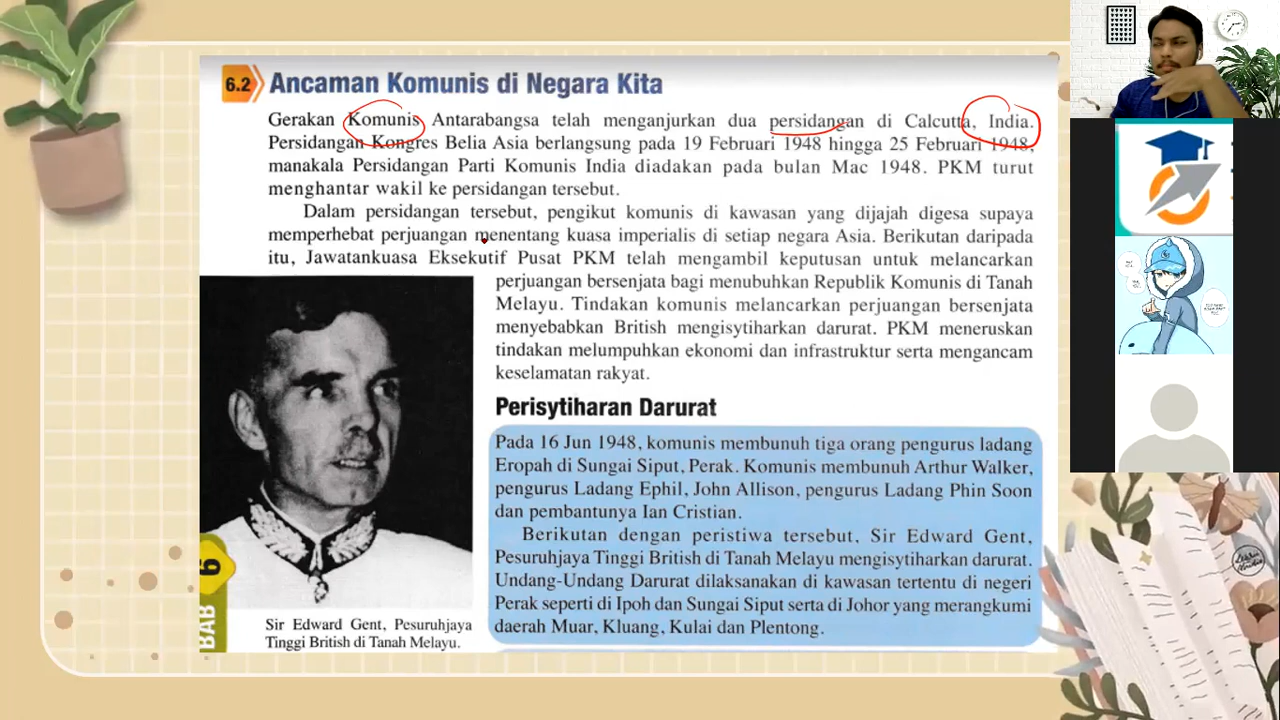 6.2 Ancaman Komunis di Negara Kita
Gerakan Komunis Antarabangsa telah menganjurkan dua persidangan di Calcutta, India.
Persidangan Kongres Belia Asia berlangsung pada 19 Februari 1948 hingga 25 Februari 1948,
manakala Persidangan Parti Komunis India diadakan pada bulan Mac 1948. PKM turut
menghantar wakil ke persidangan tersebut.
Dalam persidangan tersebut, pengikut komunis di kawasan yang dijajah digesa supaya
memperhebat perjuangan menentang kuasa imperialis di setiap negara Asia. Berikutan daripada
itu, Jawatankuasa Eksekutif Pusat PKM telah mengambil keputusan untuk melancarkan
perjuangan bersenjata bagi menubuhkan Republik Komunis di Tanah
Melayu. Tindakan komunis melancarkan perjuangan bersenjata
menyebabkan British mengisytiharkan darurat. PKM meneruskan
tindakan melumpuhkan ekonomi dan infrastruktur serta mengancam
keselamatan rakyat.
Perisytiharan Darurat
Pada 16 Jun 1948, komunis membunuh tiga orang pengurus ladang
Eropah di Sungai Siput, Perak. Komunis membunuh Arthur Walker,
pengurus Ladang Ephil, John Allison, pengurus Ladang Phin Soon
dan pembantunya Ian Cristian.
Berikutan dengan peristiwa tersebut, Sir Edward Gent,
Pesuruhjaya Tinggi British di Tanah Melayu mengisytiharkan darurat.
Undang-Undang Darurat dilaksanakan di kawasan tertentu di negeri
Perak seperti di Ipoh dan Sungai Siput serta di Johor yang merangkumi
daerah Muar, Kluang, Kulai dan Plentong.
Sir Edward Gent, Pesuruhjaya
Tinggi British di Tanah Melayu.
BAB 6